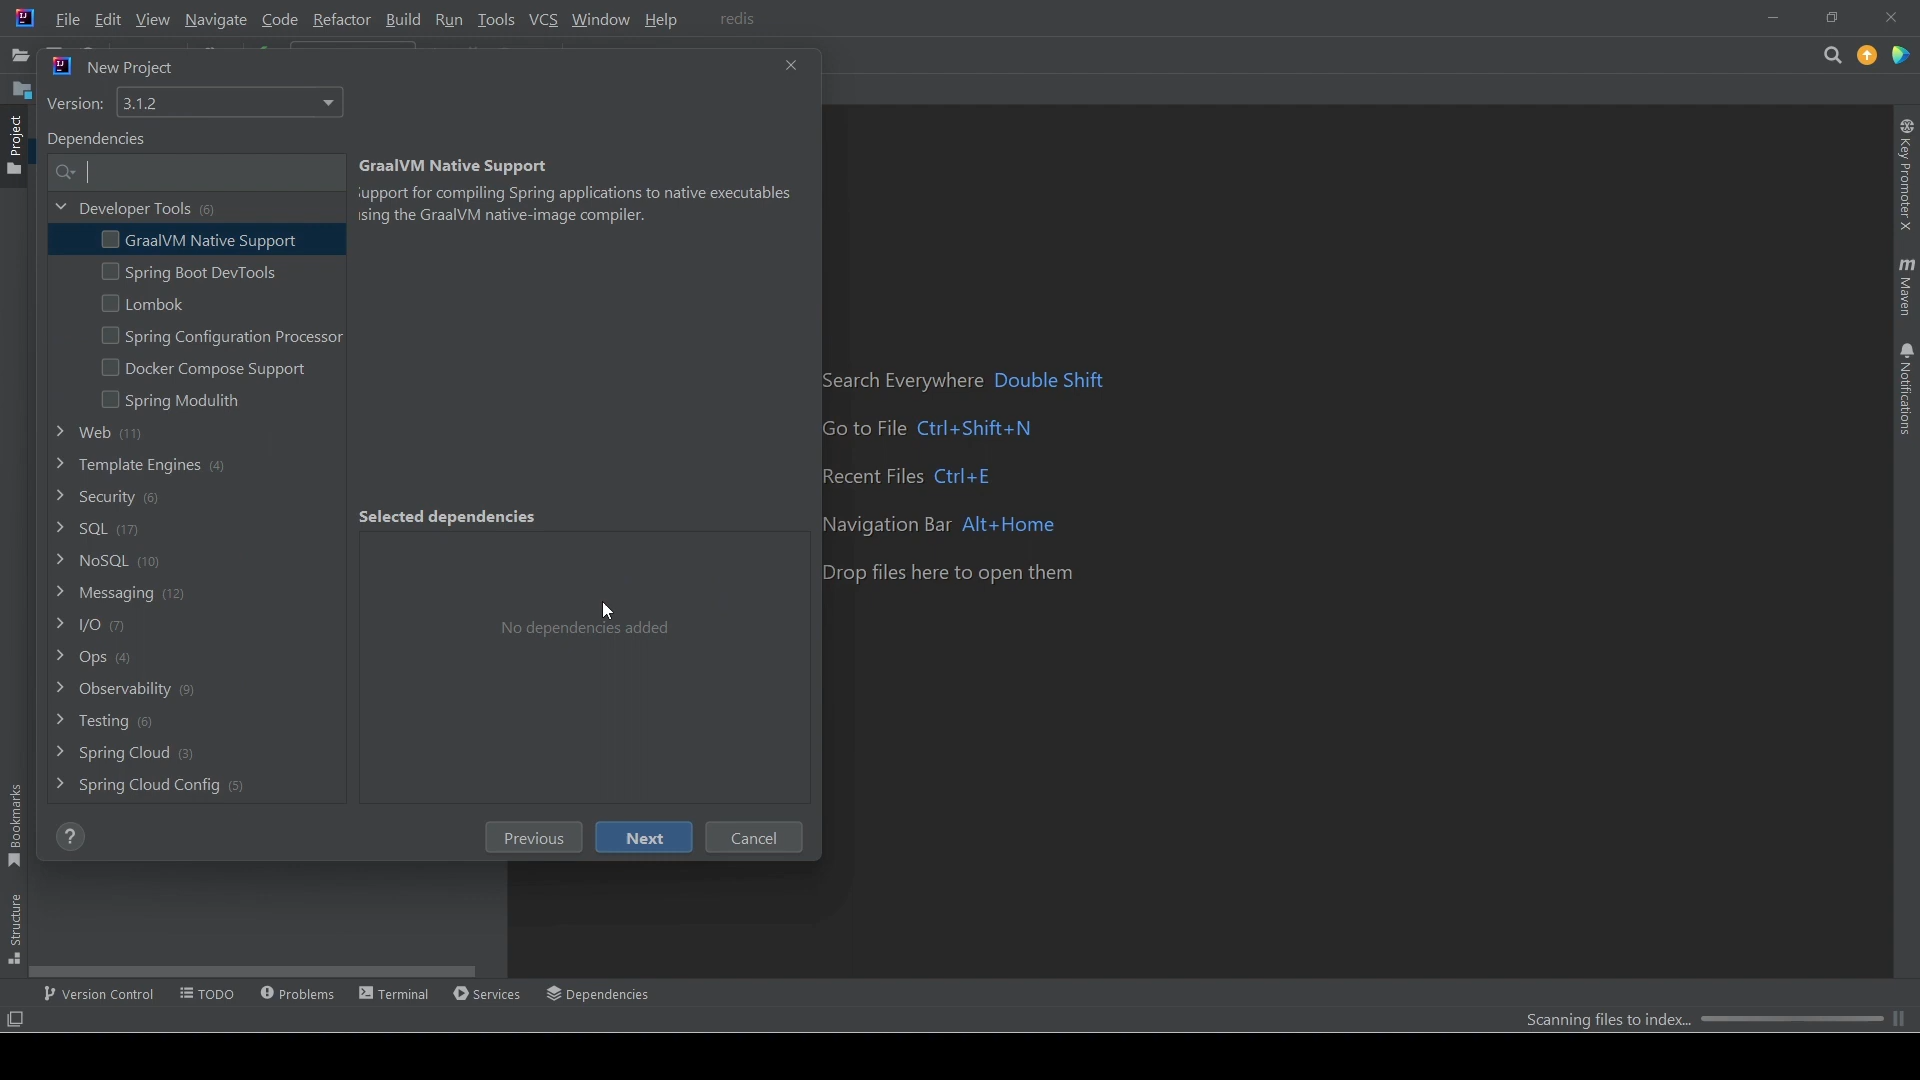 File Edit View Navigate Code Refactor Build Run Tools VCS Window Help redis
New Project
Version: 3.1.2
Dependencies
Developer Tools (6)
GraalVM Native Support
Spring Boot DevTools
Lombok
Spring Configuration Processor
Docker Compose Support
Spring Modulith
Web (11)
Template Engines (4)
Security (6)
SQL (17)
NoSQL (10)
Messaging (12)
I/O (7)
Ops (4)
Observability (9)
Testing (6)
Spring Cloud (3)
Spring Cloud Config (5)
GraalVM Native Support
upport for compiling Spring applications to native executables
sing the GraalVM native-image compiler.
Selected dependencies
No dependencies added
? Previous Next Cancel
Search Everywhere Double Shift
Go to File Ctrl+Shift+N
Recent Files Ctrl+E
Navigation Bar Alt+Home
Drop files here to open them
Project
Bookmarks
Structure
Key Promoter X
m Maven
Notifications
Version Control TODO Problems Terminal Services Dependencies
Scanning files to index...